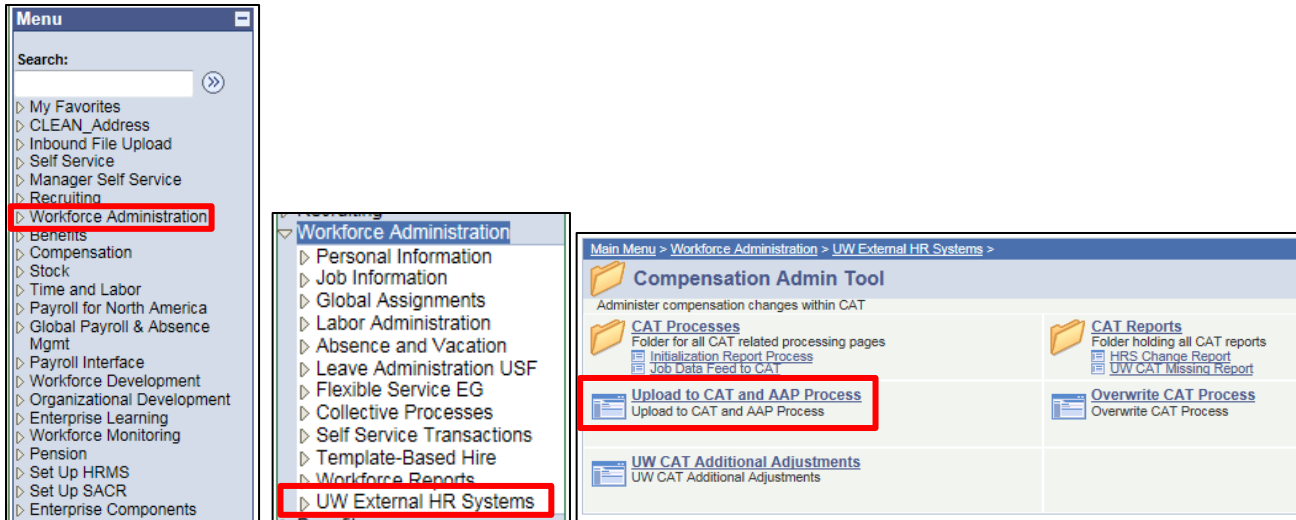 Menu
Search:
My Favorites
CLEAN_Address
Inbound File Upload
Self Service
Manager Self Service
Recruiting
Workforce Administration
Benefits
Compensation
Stock
Time and Labor
Payroll for North America
Global Payroll & Absence
Mgmt
Payroll Interface
Workforce Development
Organizational Development
Enterprise Learning
Workforce Monitoring
Pension
Set Up HRMS
Set Up SACR
Enterprise Components
Recruiting
Workforce Administration
Personal Information
Job Information
Global Assignments
Labor Administration
Absence and Vacation
Leave Administration USF
Flexible Service EG
Collective Processes
Self Service Transactions
Template-Based Hire
Workforce Reports
UW External HR Systems
Main Menu > Workforce Administration > UW External HR Systems >
Compensation Admin Tool
Administer compensation changes within CAT
CAT Processes
Folder for all CAT related processing pages
Initialization Report Process
Job Data Feed to CAT
CAT Reports
Folder holding all CAT reports
HRS Change Report
UW CAT Missing Report
Upload to CAT and AAP Process
Upload to CAT and AAP Process
Overwrite CAT Process
Overwrite CAT Process
UW CAT Additional Adjustments
UW CAT Additional Adjustments